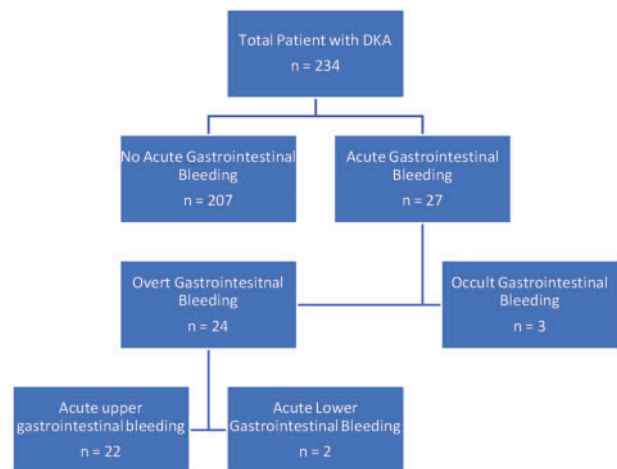 Total Patient with DKA
n = 234
No Acute Gastrointestinal
Bleeding
n = 207
Acute Gastrointestinal
Bleeding
n = 27
Overt Gastrointesitnal
Bleeding
n = 24
Occult Gastrointestinal
Bleeding
n = 3
Acute upper
gastrointestinal bleeding
n = 22
Acute Lower
Gastrointestinal Bleeding
n = 2